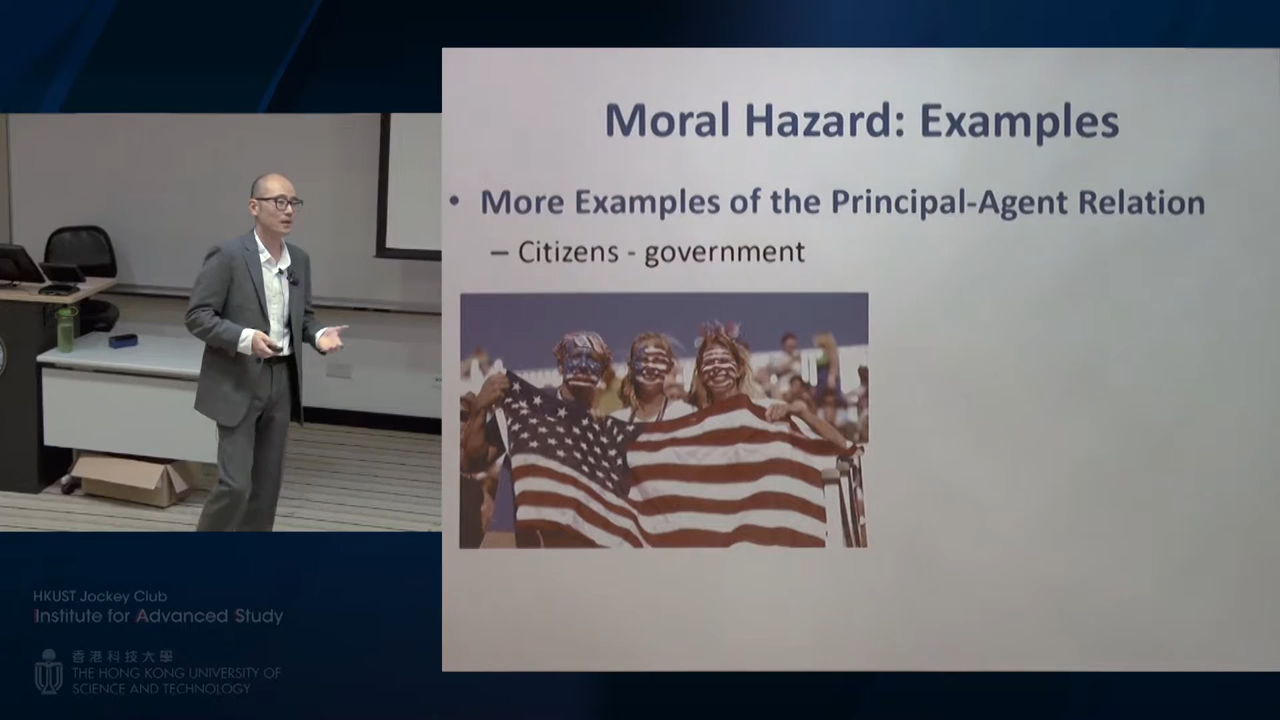 Moral Hazard: Examples
• More Examples of the Principal-Agent Relation
– Citizens - government
HKUST Jockey Club
Institute for Advanced Study
香港科技大學
THE HONG KONG UNIVERSITY OF
SCIENCE AND TECHNOLOGY